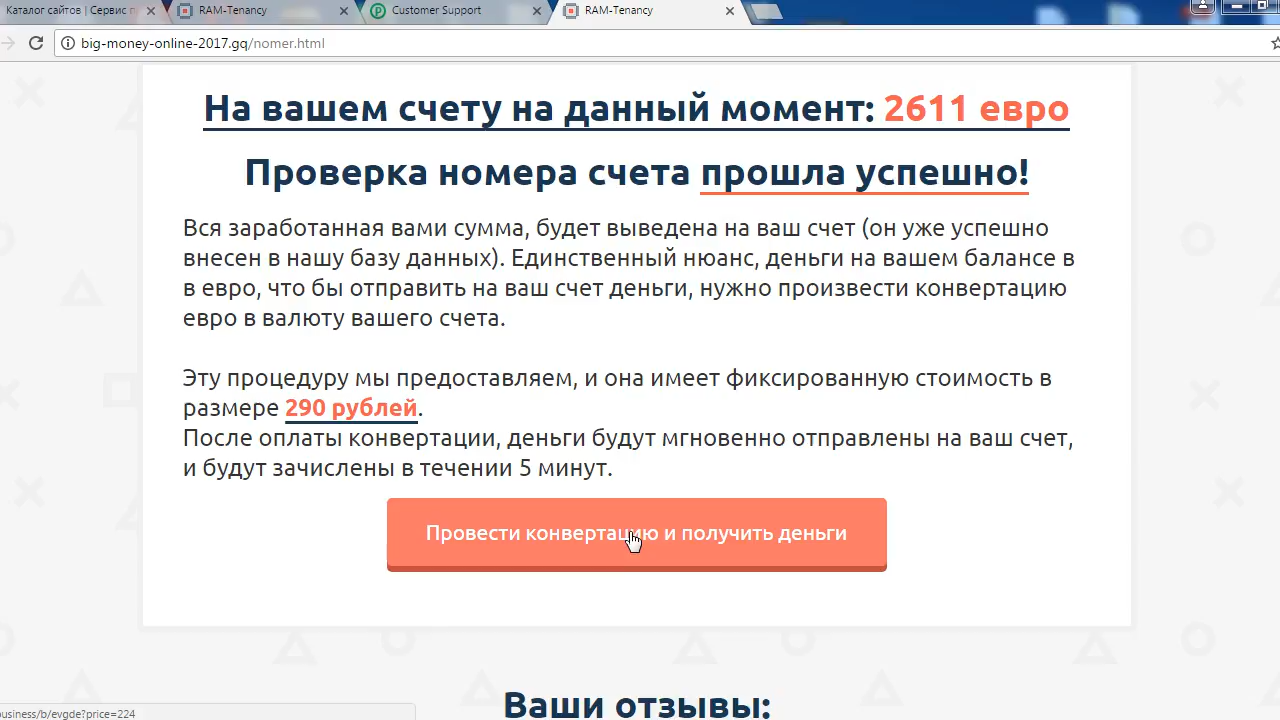 Каталог сайтов | Сервис п
RAM-Tenancy
Customer Support
RAM-Tenancy
big-money-online-2017.gq/nomer.html
На вашем счету на данный момент: 2611 евро
Проверка номера счета прошла успешно!
Вся заработанная вами сумма, будет выведена на ваш счет (он уже успешно
внесен в нашу базу данных). Единственный нюанс, деньги на вашем балансе в
в евро, что бы отправить на ваш счет деньги, нужно произвести конвертацию
евро в валюту вашего счета.
Эту процедуру мы предоставляем, и она имеет фиксированную стоимость в
размере 290 рублей.
После оплаты конвертации, деньги будут мгновенно отправлены на ваш счет,
и будут зачислены в течении 5 минут.
Провести конвертацию и получить деньги
Ваши отзывы:
usiness/b/evgde?price=224